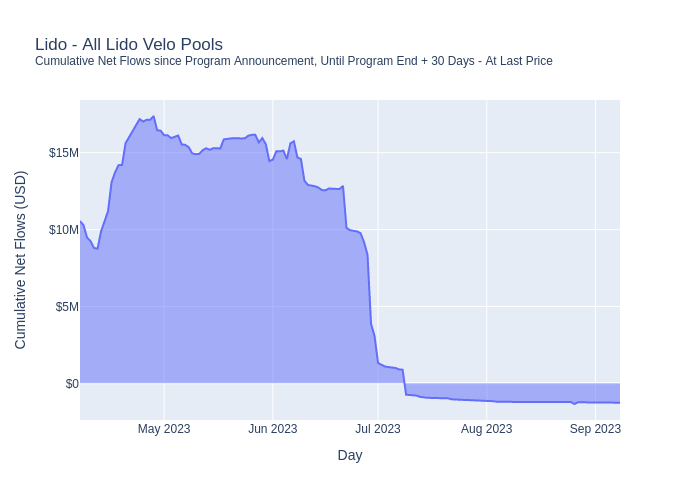 Lido - All Lido Velo Pools
Cumulative Net Flows since Program Announcement, Until Program End + 30 Days - At Last Price
Cumulative Net Flows (USD)
$15M
$10M
$5M
$0
May 2023
Jun 2023
Jul 2023
Aug 2023
Sep 2023
Day